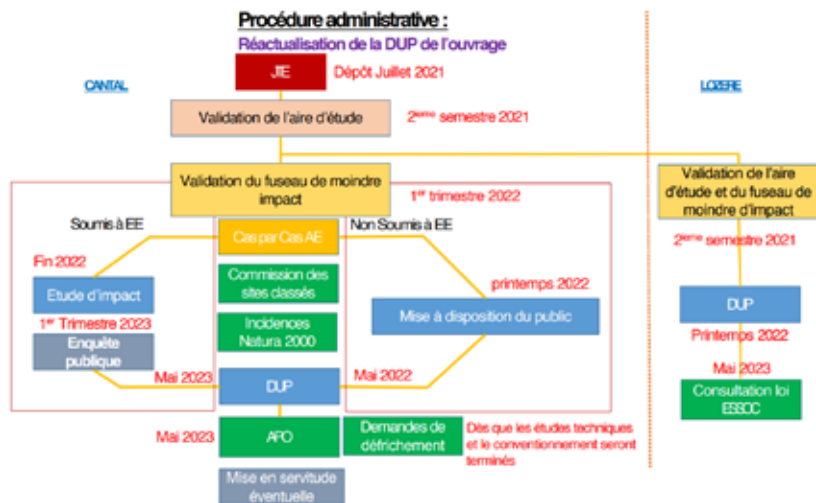 Procédure administrative :
Réactualisation de la DUP de l'ouvrage
JTE
Dépôt Juillet 2021
CANTAL
LOZERE
Validation de l'aire d'étude
2ieme semestre 2021
Validation du fuseau de moindre
impact
1er trimestre 2022
Validation de l'aire
d'étude et du fuseau de
moindre d'impact
2ieme semestre 2021
Soumis à EE
Cas par Cas AE
Non Soumis à EE
Fin 2022
Etude d'impact
Commission des
sites classés
printemps 2022
Mise à disposition du public
1er Trimestre 2023
Enquête
publique
Incidences
Natura 2000
DUP
Printemps 2022
Mai 2023
DUP
Mai 2022
Mai 2023
Consultation loi
ESSOC
Mai 2023
APO
Demandes de
défrichement
Dès que les études techniques
et le conventionnement seront
terminés
Mise en servitude
éventuelle